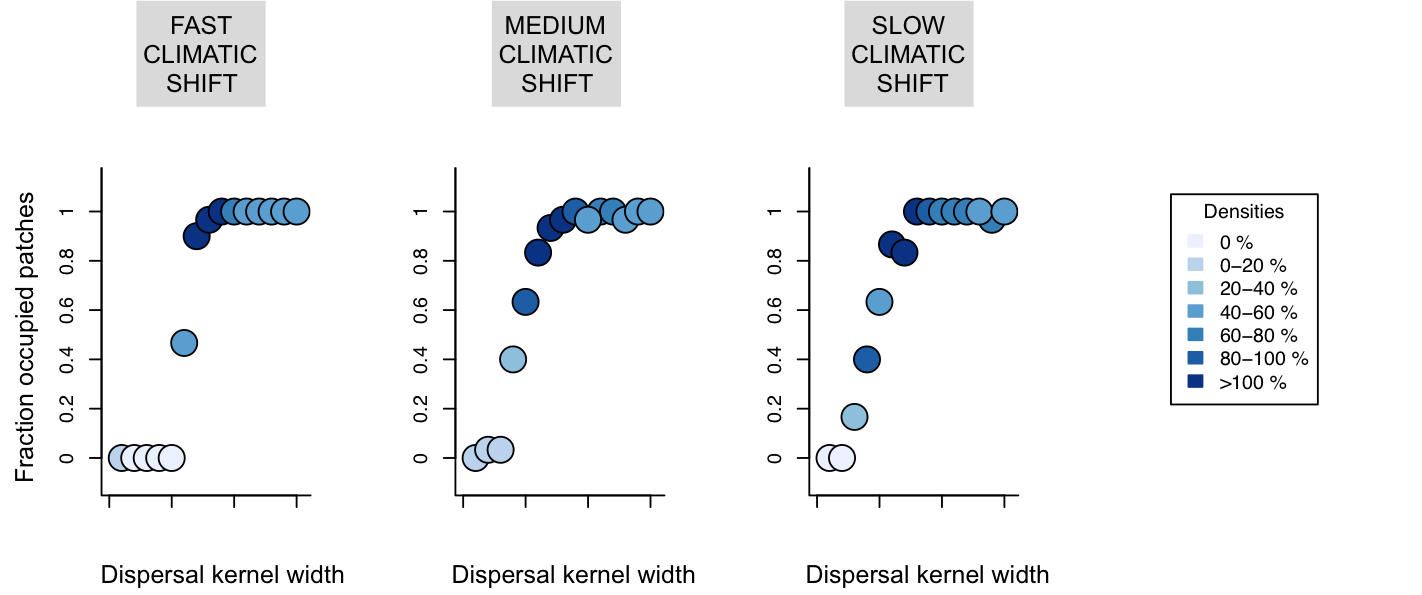 FAST
CLIMATIC
SHIFT
MEDIUM
CLIMATIC
SHIFT
SLOW
CLIMATIC
SHIFT
Fraction occupied patches
1
0.8
0.6
0.4
0.2
0
1
0.8
0.6
0.4
0.2
0
1
0.8
0.6
0.4
0.2
0
Dispersal kernel width
Dispersal kernel width
Dispersal kernel width
Densities
0 %
0−20 %
20−40 %
40−60 %
60−80 %
80−100 %
>100 %